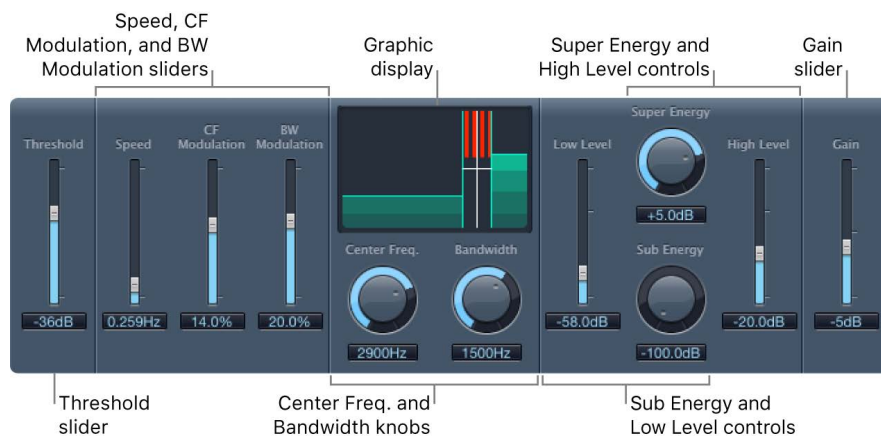 Speed, CF
Modulation, and BW
Modulation sliders
Graphic
display
Super Energy and
High Level controls
Gain
slider
Threshold
Speed
CF
Modulation
BW
Modulation
Low Level
Super Energy
High Level
Gain
+5.0dB
Center Freq.
Bandwidth
Sub Energy
-36dB
0.259Hz
14.0%
20.0%
2900Hz
1500Hz
-58.0dB
-100.0dB
-20.0dB
-5dB
Threshold
slider
Center Freq. and
Bandwidth knobs
Sub Energy and
Low Level controls